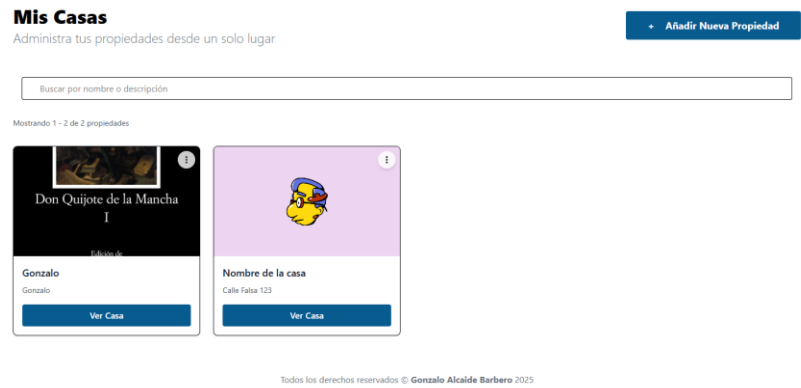 Mis Casas
Administra tus propiedades desde un solo lugar
+ Añadir Nueva Propiedad
Buscar por nombre o descripción
Mostrando 1 - 2 de 2 propiedades
Don Quijote de la Mancha
I
Edición de
Gonzalo
Gonzalo
Ver Casa
Nombre de la casa
Calle Falsa 123
Ver Casa
Todos los derechos reservados © Gonzalo Alcaide Barbero 2025